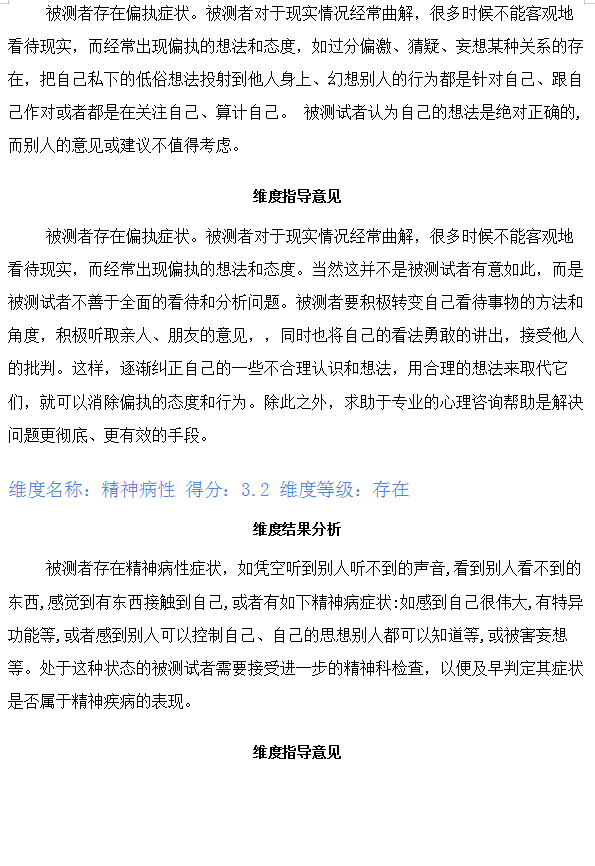 被测者存在偏执症状。被测者对于现实情况经常曲解，很多时候不能客观地
看待现实，而经常出现偏执的想法和态度，如过分偏激、猜疑、妄想某种关系的存
在，把自己私下的低俗想法投射到他人身上、幻想别人的行为都是针对自己、跟自
己作对或者都是在关注自己、算计自己。 被测试者认为自己的想法是绝对正确的，
而别人的意见或建议不值得考虑。
维度指导意见
被测者存在偏执症状。被测者对于现实情况经常曲解，很多时候不能客观地
看待现实，而经常出现偏执的想法和态度。当然这并不是被测试者有意如此，而是
被测试者不善于全面的看待和分析问题。被测者要积极转变自己看待事物的方法和
角度，积极听取亲人、朋友的意见，，同时也将自己的看法勇敢的讲出，接受他人
的批判。这样，逐渐纠正自己的一些不合理认识和想法，用合理的想法来取代它
们，就可以消除偏执的态度和行为。除此之外，求助于专业的心理咨询帮助是解决
问题更彻底、更有效的手段。
维度名称：精神病性 得分：3.2 维度等级：存在
维度结果分析
被测者存在精神病性症状，如凭空听到别人听不到的声音,看到别人看不到的
东西,感觉到有东西接触到自己,或者有如下精神病症状:如感到自己很伟大,有特异
功能等,或者感到别人可以控制自己、自己的思想别人都可以知道等,或被害妄想
等。处于这种状态的被测试者需要接受进一步的精神科检查，以便及早判定其症状
是否属于精神疾病的表现。
维度指导意见